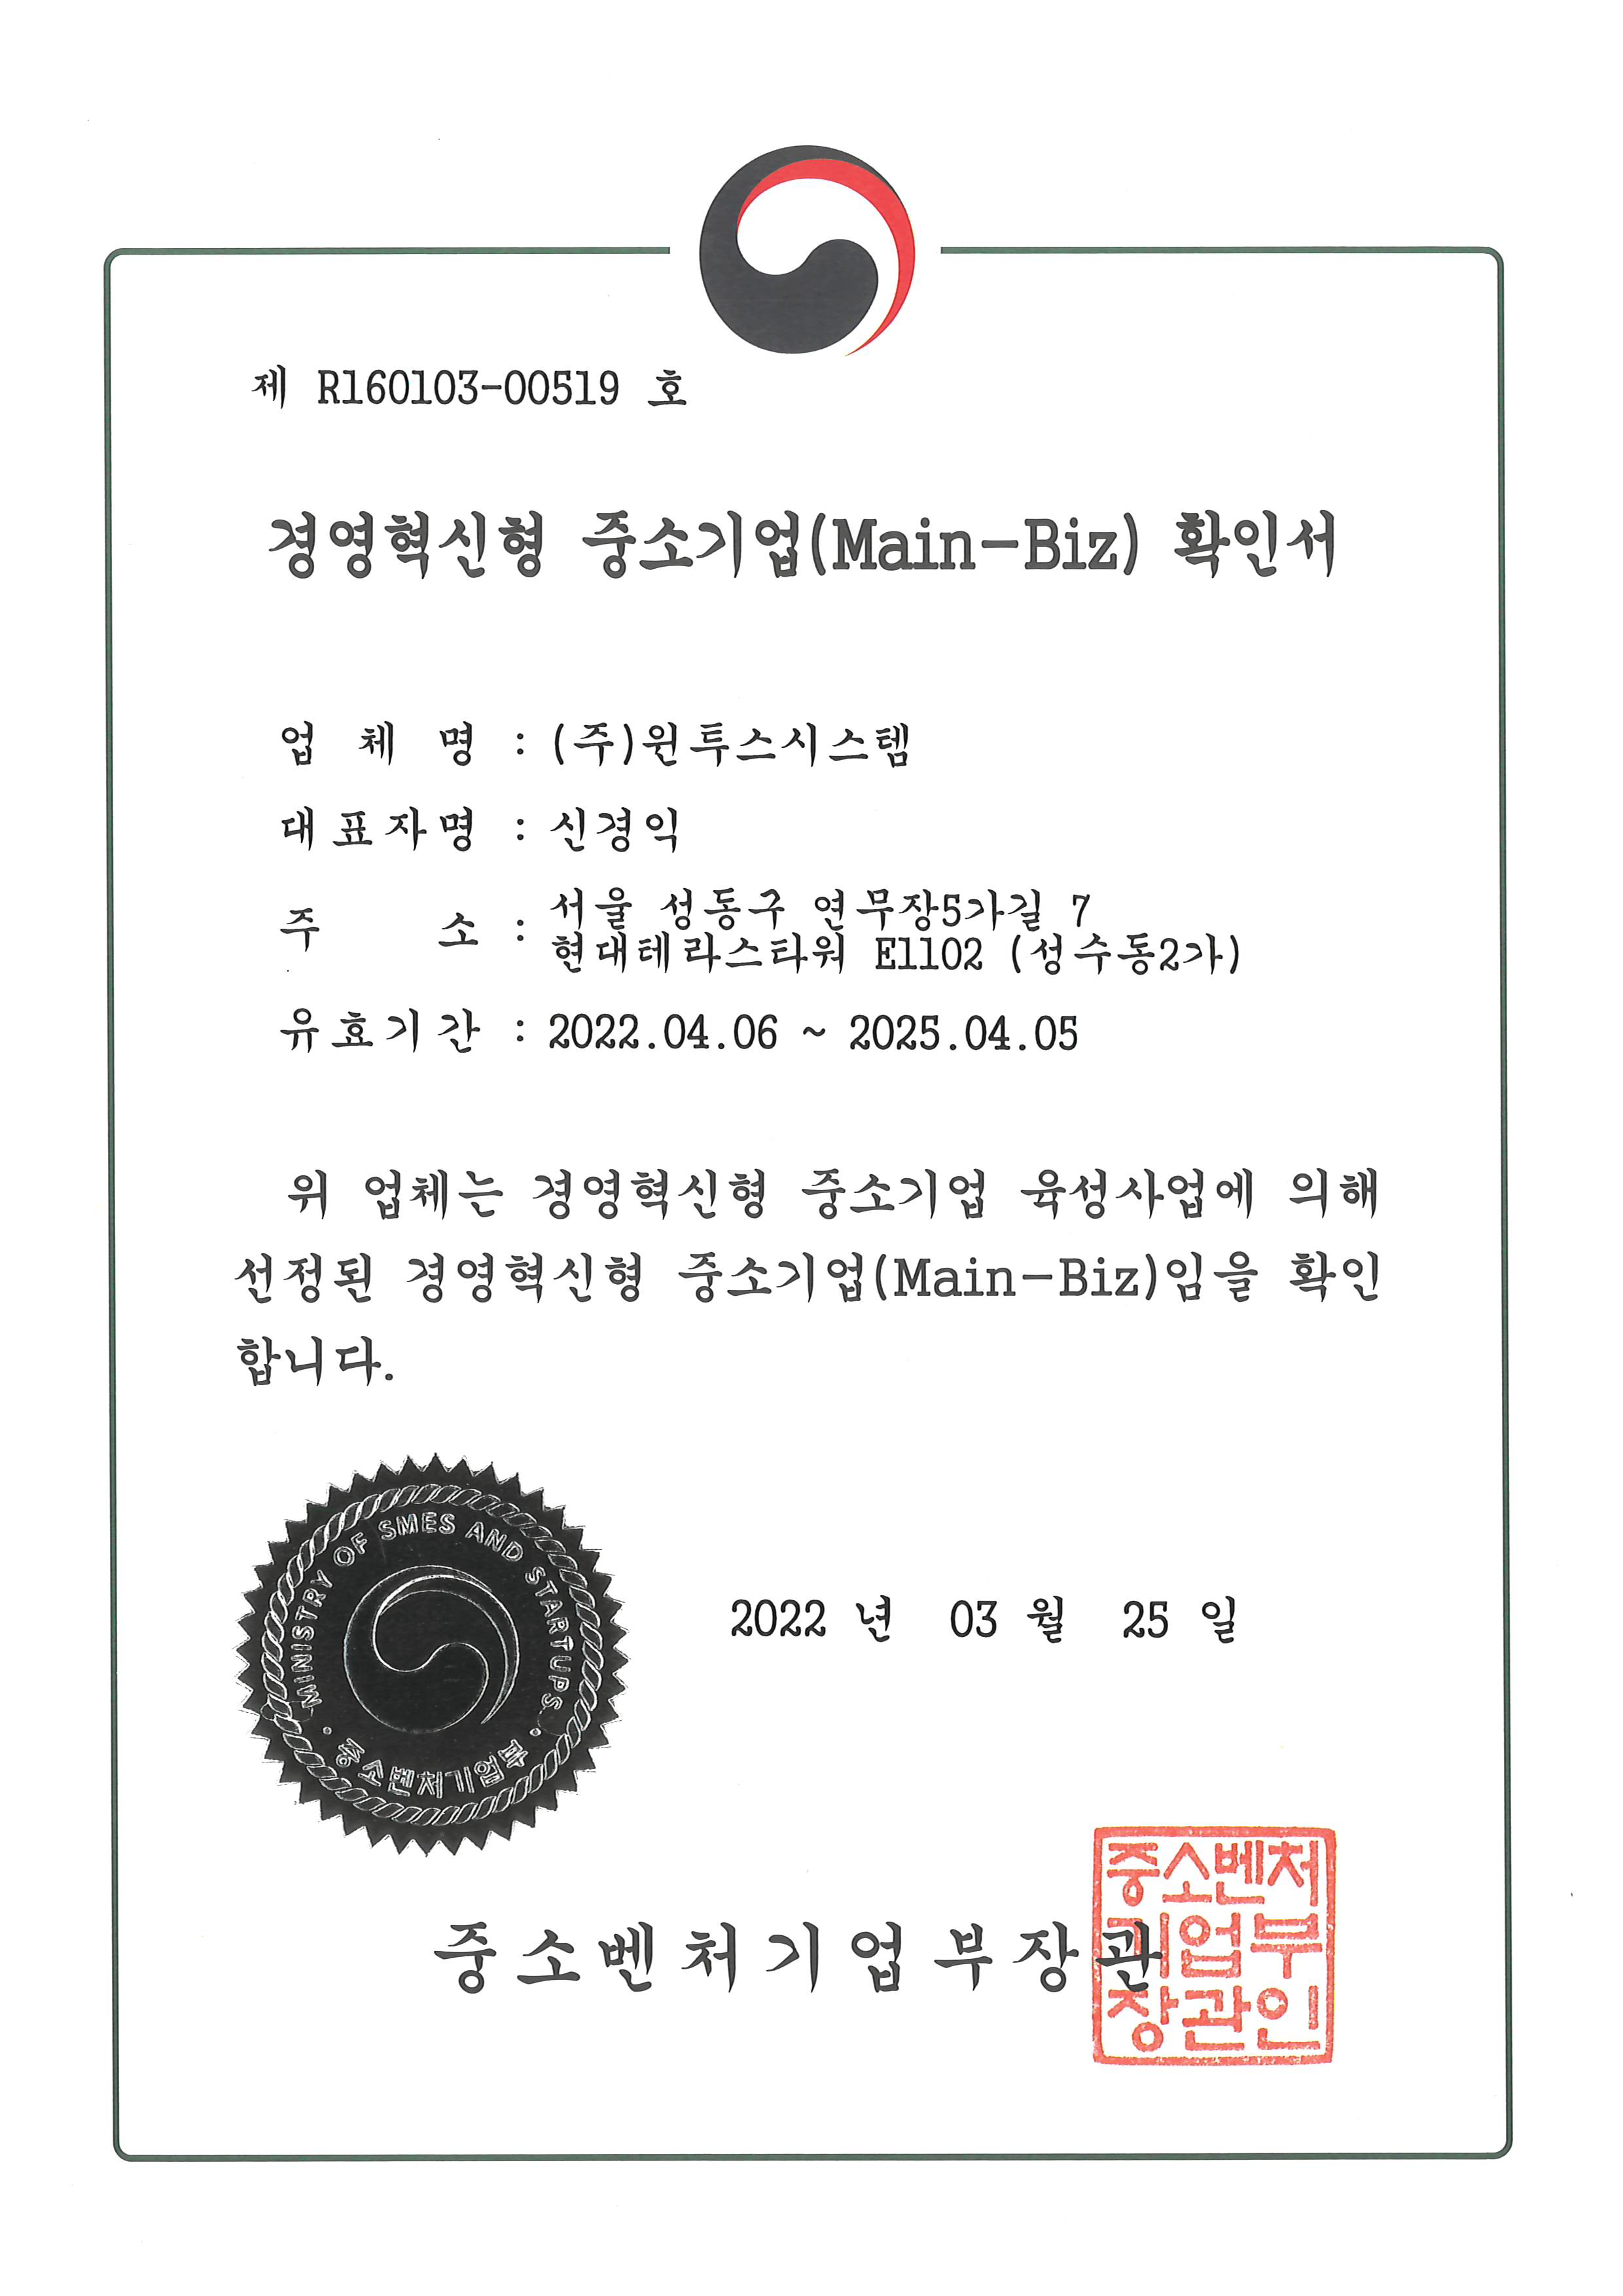 제 R160103-00519 호
경영혁신형 중소기업(Main-Biz) 확인서
업 체 명 : (주)원투스시스템
대표자명 : 신경익
주 소 : 서울 성동구 연무장5가길 7
현대테라스타워 E1102 (성수동2가)
유효기간 : 2022.04.06 ~ 2025.04.05
위 업체는 경영혁신형 중소기업 육성사업에 의해
선정된 경영혁신형 중소기업(Main-Biz)임을 확인
합니다.
MINISTRY OF SMES AND STARTUPS
중소벤처기업부
2022 년 03 월 25 일
중소벤처기업부장관
중소벤처
기업부
장관인